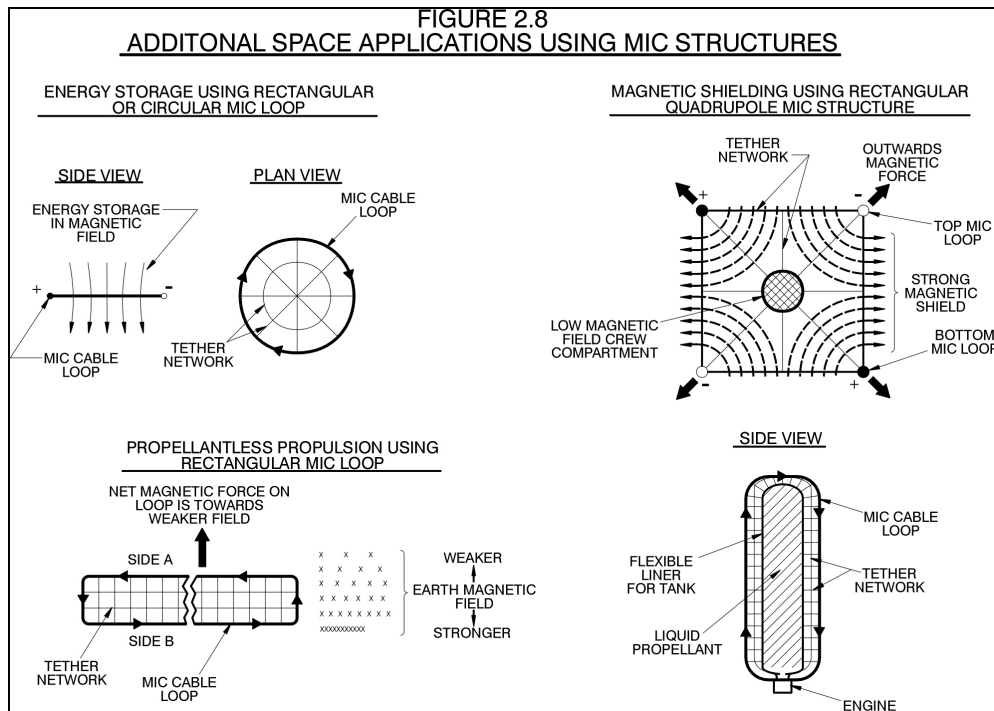 FIGURE 2.8
ADDITONAL SPACE APPLICATIONS USING MIC STRUCTURES
ENERGY STORAGE USING RECTANGULAR
OR CIRCULAR MIC LOOP
SIDE VIEW
PLAN VIEW
ENERGY STORAGE
IN MAGNETIC
FIELD
MIC CABLE
LOOP
+
-
TETHER
NETWORK
MIC CABLE
LOOP
MAGNETIC SHIELDING USING RECTANGULAR
QUADRUPOLE MIC STRUCTURE
TETHER
NETWORK
OUTWARDS
MAGNETIC
FORCE
+
-
TOP MIC
LOOP
STRONG
MAGNETIC
SHIELD
LOW MAGNETIC
FIELD CREW
COMPARTMENT
BOTTOM
MIC LOOP
-
+
PROPELLANTLESS PROPULSION USING
RECTANGULAR MIC LOOP
NET MAGNETIC FORCE ON
LOOP IS TOWARDS
WEAKER FIELD
SIDE A
SIDE B
TETHER
NETWORK
MIC CABLE
LOOP
x x x
x x x x
x x x x x
x x x x x x
x x x x x x x
xxxxxxxxxx
WEAKER
EARTH MAGNETIC
FIELD
STRONGER
SIDE VIEW
MIC CABLE
LOOP
FLEXIBLE
LINER
FOR TANK
TETHER
NETWORK
LIQUID
PROPELLANT
ENGINE